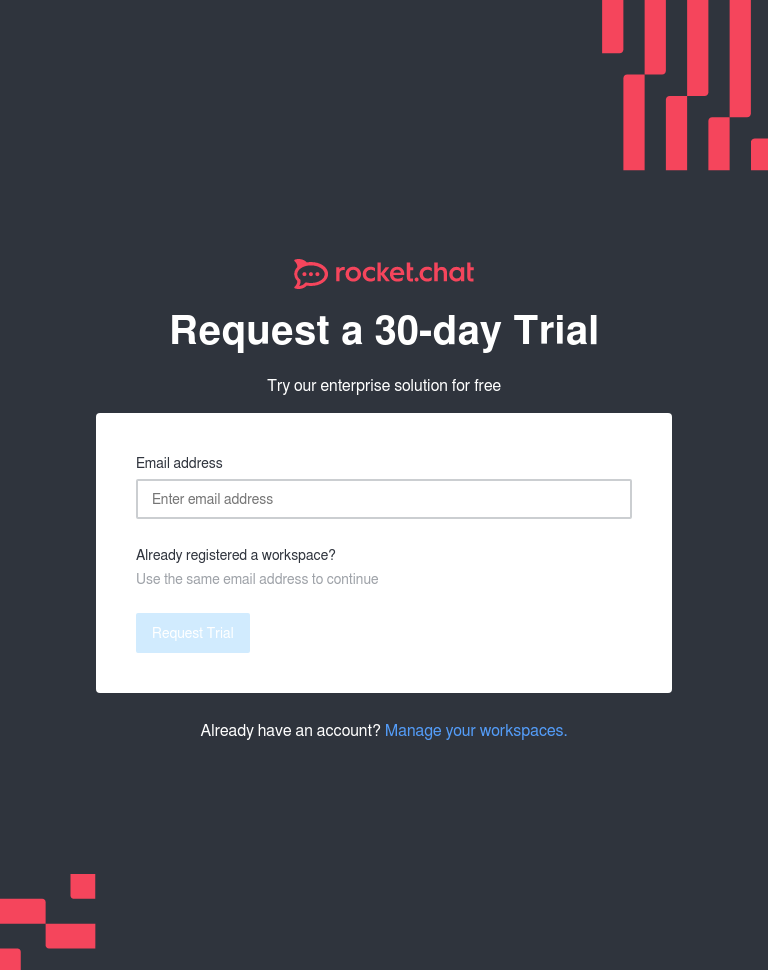 rocket.chat
Request a 30-day Trial
Try our enterprise solution for free
Email address
Enter email address
Already registered a workspace?
Use the same email address to continue
Request Trial
Already have an account? Manage your workspaces.